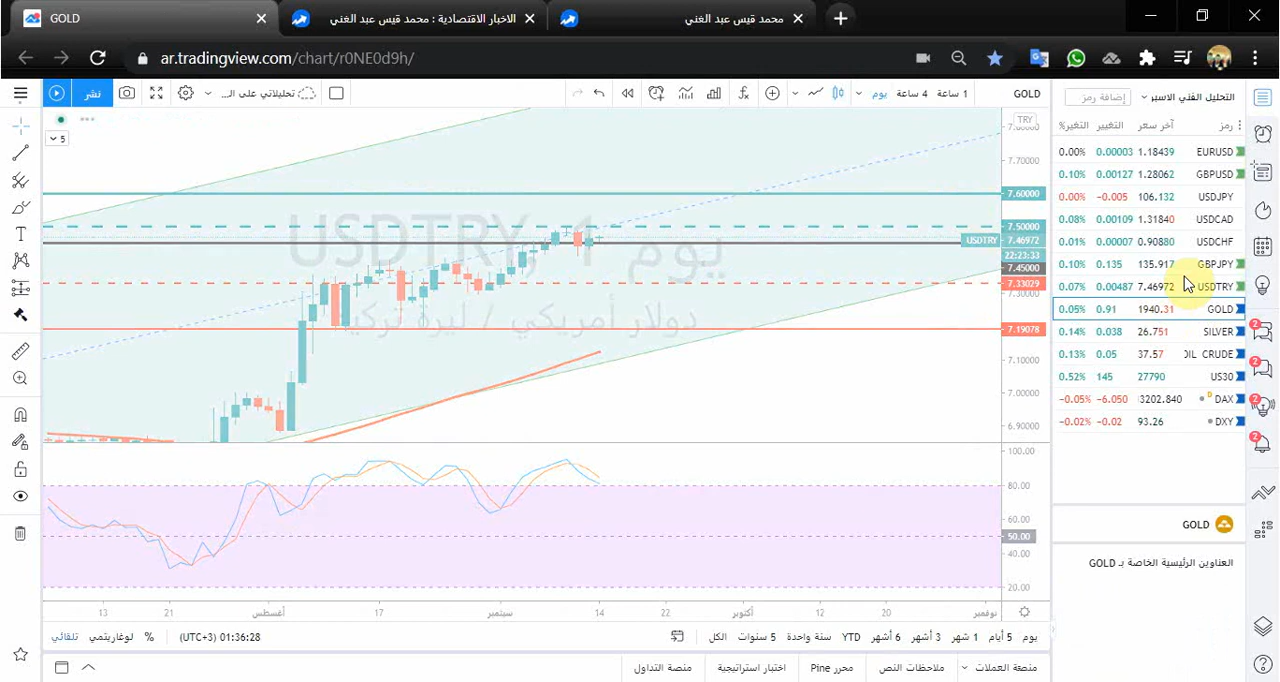 GOLD
الاخبار الاقتصادية : محمد قيس عبد الغني
محمد قيس عبد الغني
ar.tradingview.com/chart/r0NE0d9h/
نشر
تحليلاتي على الـ...
يوم
4 ساعة
1 ساعة
GOLD
5
TRY
USDTRY, يوم 1
دولار أمريكي / ليرة تركية
7.70000
7.60000
7.50000
USDTRY 7.46972
22:23:33
7.45000
7.33029
7.30000
7.19078
7.10000
7.00000
6.90000
100.00
80.00
60.00
50.00
40.00
20.00
13
21
أغسطس
17
سبتمبر
14
22
أكتوبر
12
20
نوفمبر
تلقائي
لوغاريتمي
%
01:36:28 (UTC+3)
الكل
5 سنوات
سنة واحدة
YTD
6 أشهر
3 أشهر
1 شهر
5 أيام
يوم
منصة التداول
اختبار استراتيجية
محرر Pine
ملاحظات النص
منصة العملات
التحليل الفني الاسبو
إضافة رمز
رمز
آخر سعر
التغيير
التغير%
EURUSD 1.18439 0.00003 0.00%
GBPUSD 1.28062 0.00127 0.10%
USDJPY 106.132 −0.005 −0.00%
USDCAD 1.31840 0.00109 0.08%
USDCHF 0.90880 0.00007 0.01%
GBPJPY 135.917 0.135 0.10%
USDTRY 7.46972 0.00487 0.07%
GOLD 1940.31 0.91 0.05%
SILVER 26.751 0.038 0.14%
CRUDE 37.57 0.05 0.13%
US30 27790 145 0.52%
DAX D 3202.840 −6.050 −0.05%
DXY 93.26 −0.02 −0.02%
GOLD
العناوين الرئيسية الخاصة بـ GOLD
2
2
2
2